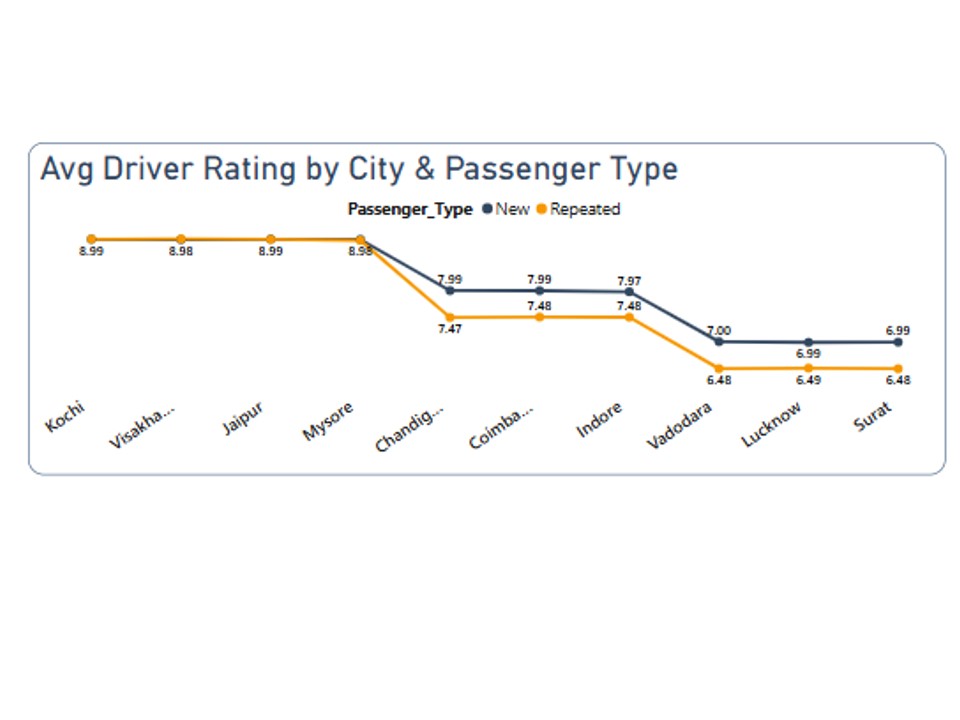 Avg Driver Rating by City & Passenger Type
Passenger_Type New Repeated
8.99 8.98 8.99 8.98
7.99 7.99 7.97
7.48 7.48
7.47
7.00 6.99
6.99
6.48 6.49 6.48
Kochi Visakha... Jaipur Mysore Chandig... Coimba... Indore Vadodara Lucknow Surat